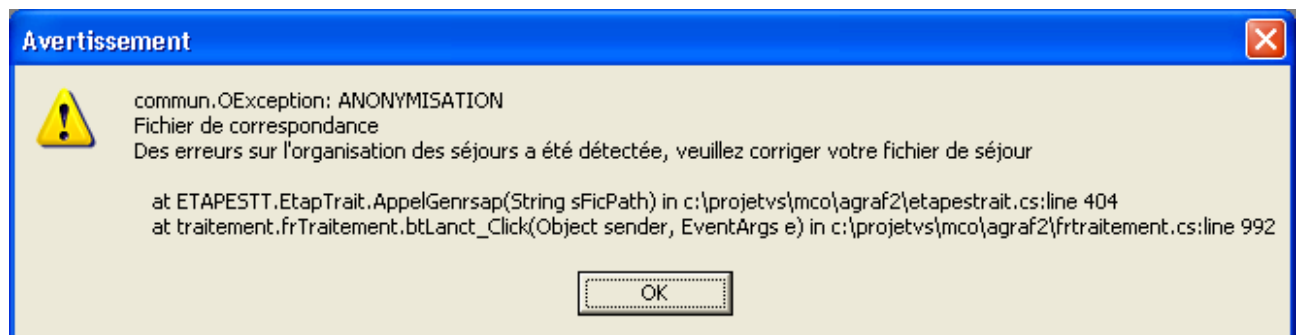 Avertissement
commun.OException: ANONYMISATION
Fichier de correspondance
Des erreurs sur l'organisation des séjours a été détectée, veuillez corriger votre fichier de séjour
at ETAPESTT.EtapTrait.AppelGenrsap(String sFicPath) in c:\projetvs\mco\agraf2\etapestrait.cs:line 404
at traitement.frTraitement.btLanct_Click(Object sender, EventArgs e) in c:\projetvs\mco\agraf2\frtraitement.cs:line 992
OK